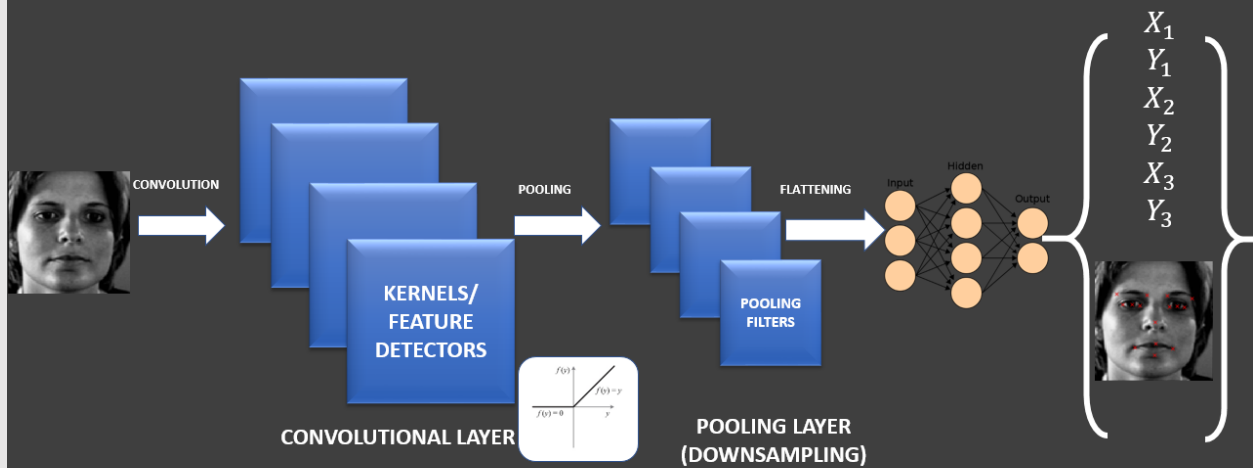 CONVOLUTION
KERNELS/
FEATURE
DETECTORS
f(y)
f(y) = y
f(y) = 0
y
CONVOLUTIONAL LAYER
POOLING
POOLING
FILTERS
POOLING LAYER
(DOWNSAMPLING)
FLATTENING
Input
Hidden
Output
X₁
Y₁
X₂
Y₂
X₃
Y₃